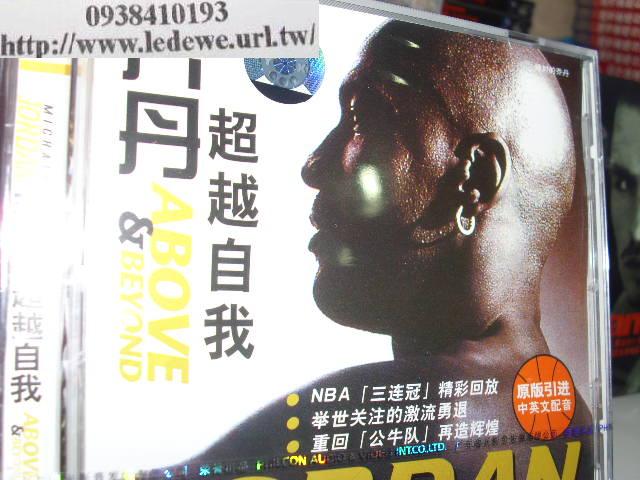 0938410193
http://www.ledewe.url.tw/
丹
超越自我
ABOVE
& BEYOND
MICHAEL
JORDAN
超越自我
ABOVE
& BEYOND
NBA「三连冠」精彩回放
举世关注的激流勇退
重回「公牛队」再造辉煌
原版引进
中英文配音